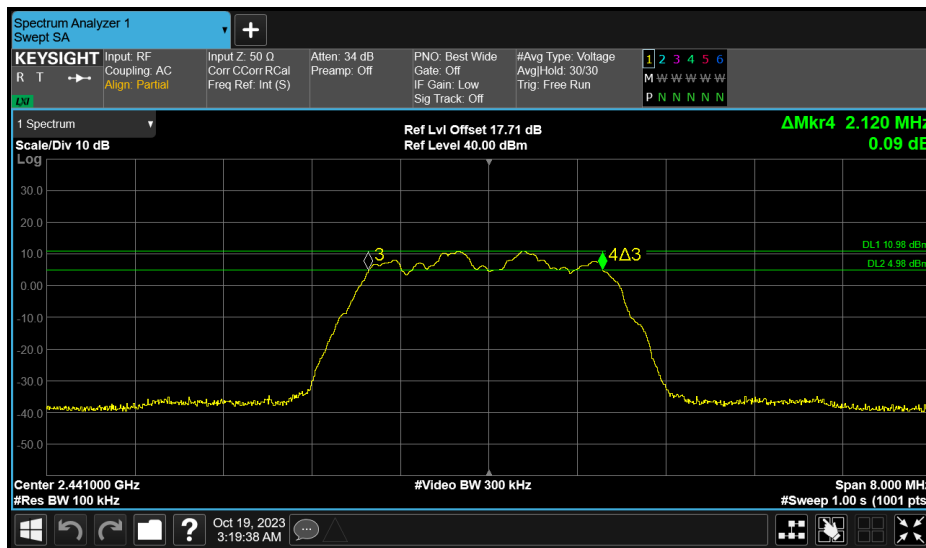 Spectrum Analyzer 1
Swept SA
+
KEYSIGHT
R T
LXI
Input: RF
Coupling: AC
Align: Partial
Input Z: 50 Ω
Corr CCorr RCal
Freq Ref: Int (S)
Atten: 34 dB
Preamp: Off
PNO: Best Wide
Gate: Off
IF Gain: Low
Sig Track: Off
#Avg Type: Voltage
Avg|Hold: 30/30
Trig: Free Run
1 2 3 4 5 6
M W W W W W
P N N N N N
1 Spectrum
Scale/Div 10 dB
Log
Ref Lvl Offset 17.71 dB
Ref Level 40.00 dBm
ΔMkr4 2.120 MHz
0.09 dB
30.0
20.0
10.0
0.00
-10.0
-20.0
-30.0
-40.0
-50.0
3
4Δ3
DL1 10.98 dBm
DL2 4.98 dBm
Center 2.441000 GHz
#Res BW 100 kHz
#Video BW 300 kHz
Span 8.000 MHz
#Sweep 1.00 s (1001 pts
?
Oct 19, 2023
3:19:38 AM